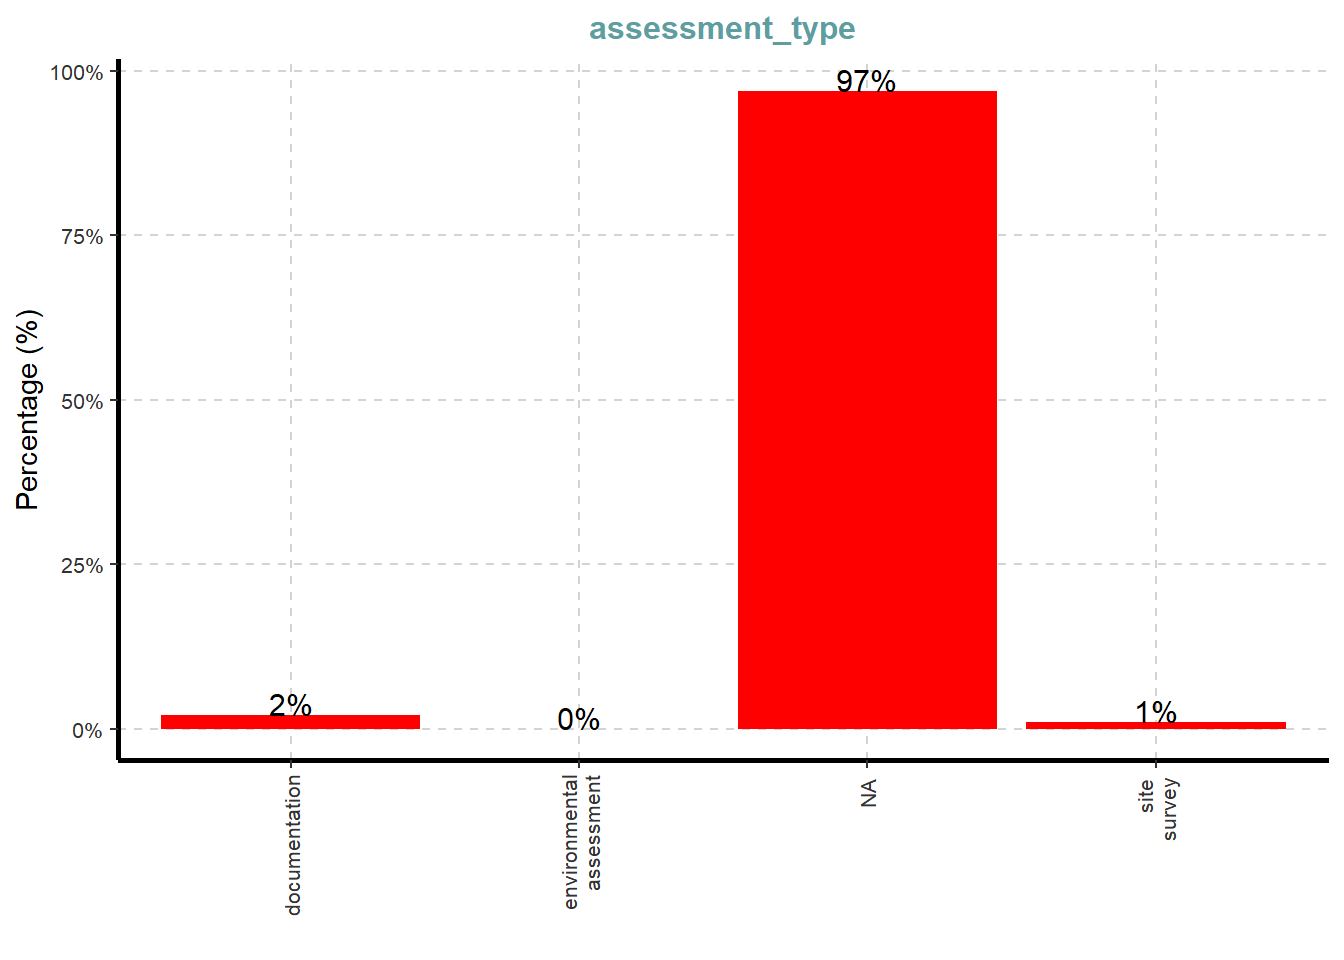 assessment_type
Percentage (%)
100%
75%
50%
25%
0%
2%
0%
97%
1%
documentation
environmental
assessment
NA
site
survey